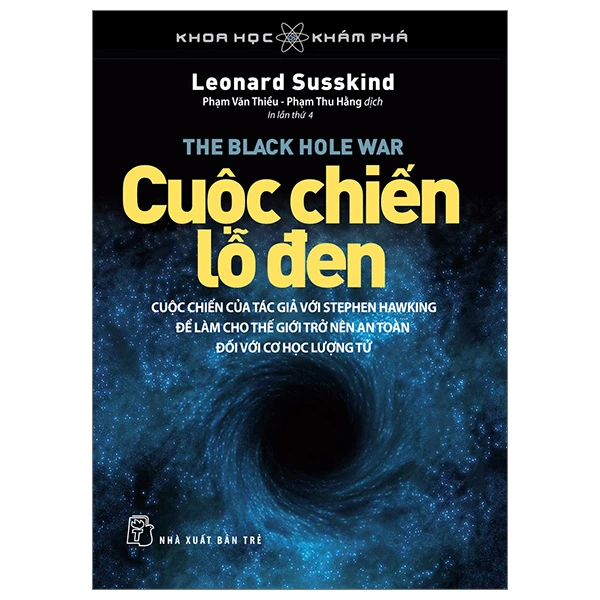 KHOA HỌC KHÁM PHÁ
Leonard Susskind
Phạm Văn Thiều - Phạm Thu Hằng dịch
In lần thứ 4
THE BLACK HOLE WAR
Cuộc chiến
lỗ đen
CUỘC CHIẾN CỦA TÁC GIẢ VỚI STEPHEN HAWKING
ĐỂ LÀM CHO THẾ GIỚI TRỞ NÊN AN TOÀN
ĐỐI VỚI CƠ HỌC LƯỢNG TỬ
NHÀ XUẤT BẢN TRẺ